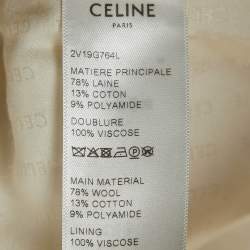 CELINE
PARIS
2V19G764L
MATIERE PRINCIPALE
78% LAINE
13% COTON
9% POLYAMIDE
DOUBLURE
100% VISCOSE
MAIN MATERIAL
78% WOOL
13% COTTON
9% POLYAMIDE
LINING
100% VISCOSE